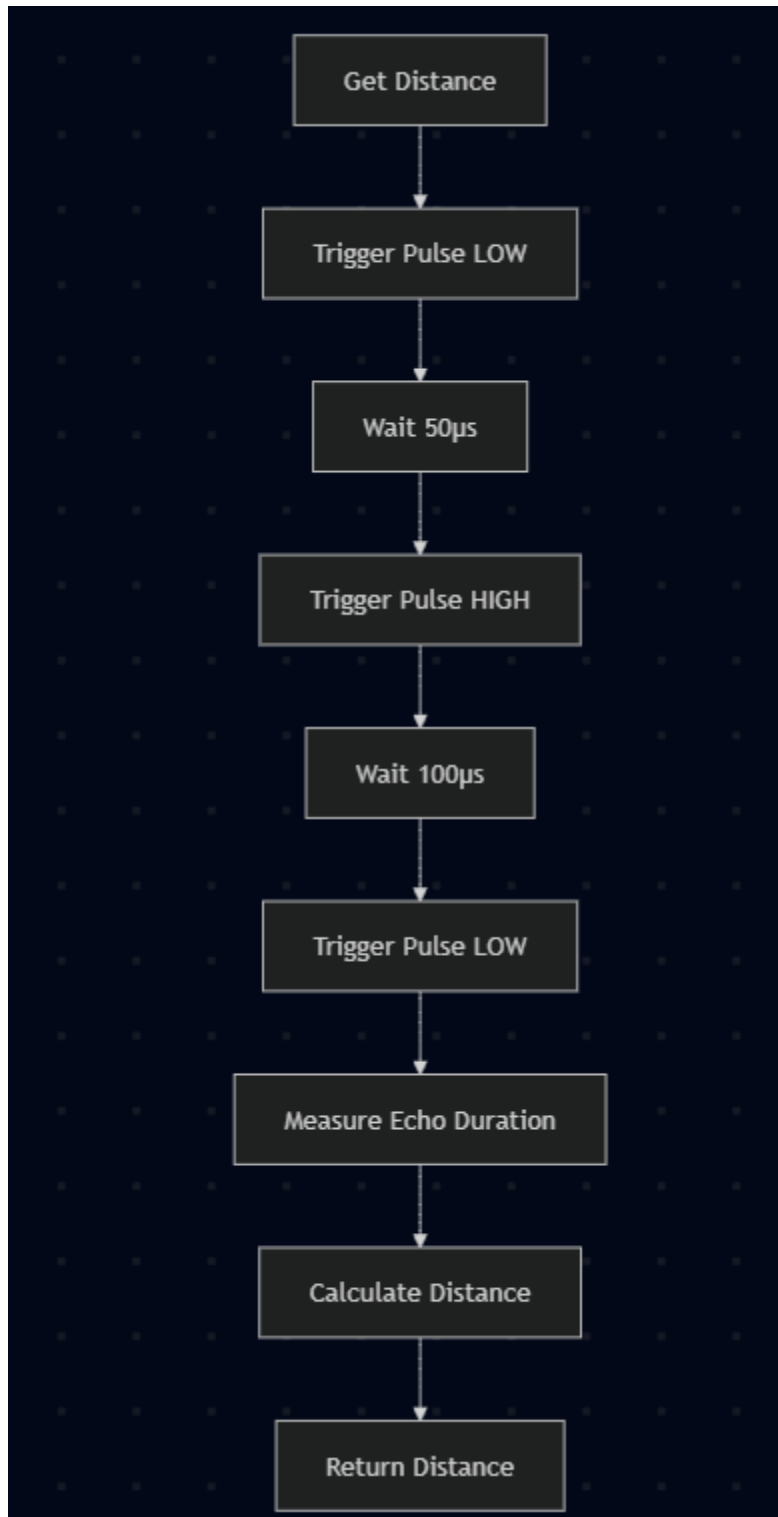 Get Distance
Trigger Pulse LOW
Wait 50µs
Trigger Pulse HIGH
Wait 100µs
Trigger Pulse LOW
Measure Echo Duration
Calculate Distance
Return Distance